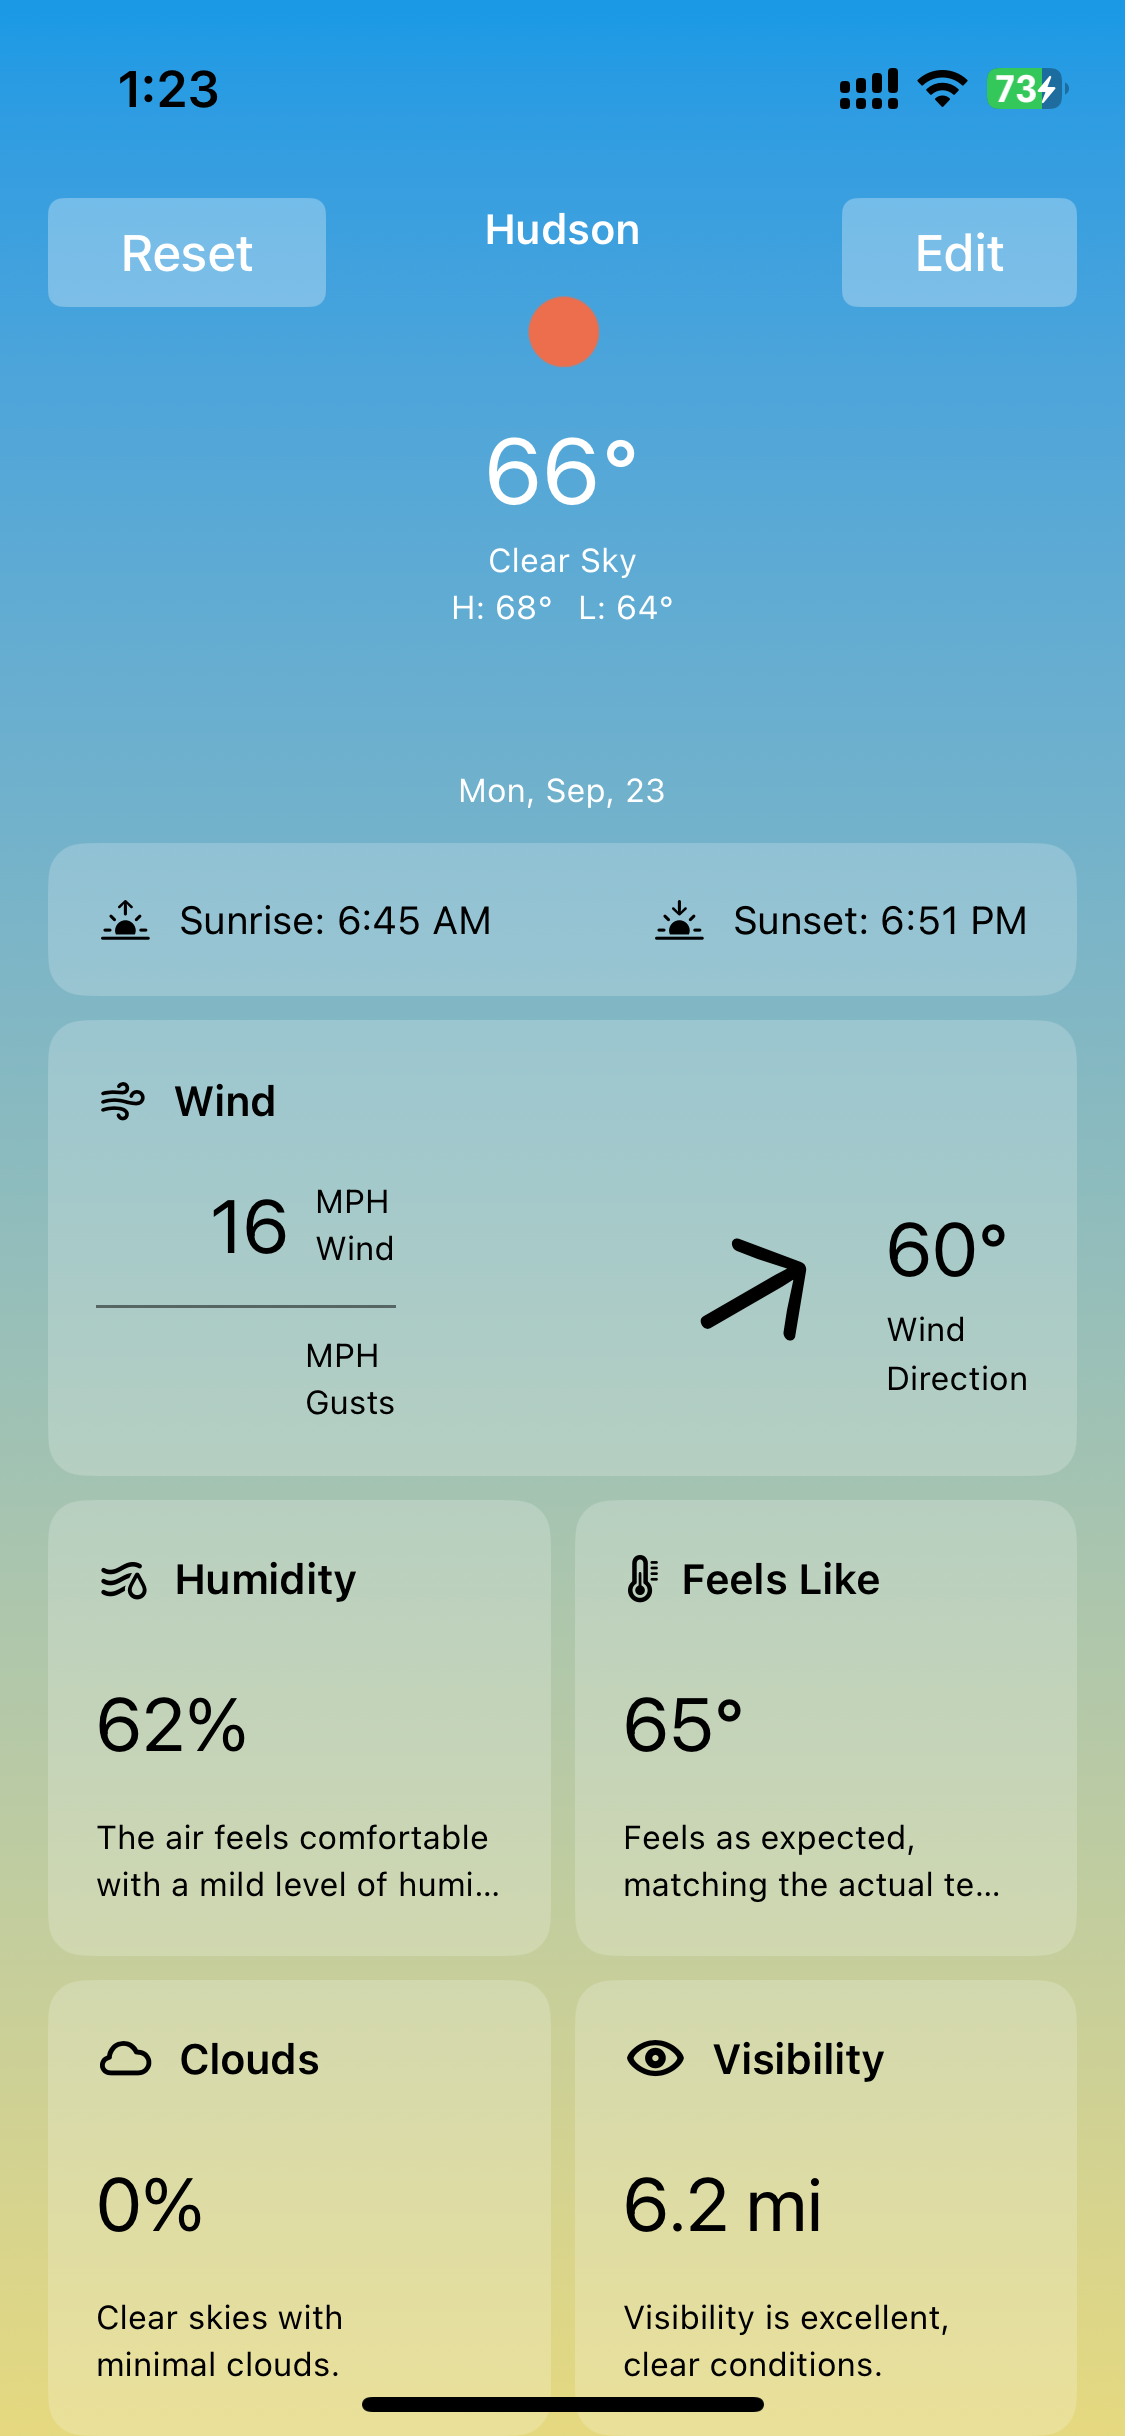 1:23
73
Reset
Hudson
Edit
66°
Clear Sky
H: 68° L: 64°
Mon, Sep, 23
Sunrise: 6:45 AM
Sunset: 6:51 PM
Wind
16
MPH
Wind
MPH
Gusts
60°
Wind
Direction
Humidity
62%
The air feels comfortable
with a mild level of humi...
Feels Like
65°
Feels as expected,
matching the actual te...
Clouds
0%
Clear skies with
minimal clouds.
Visibility
6.2 mi
Visibility is excellent,
clear conditions.